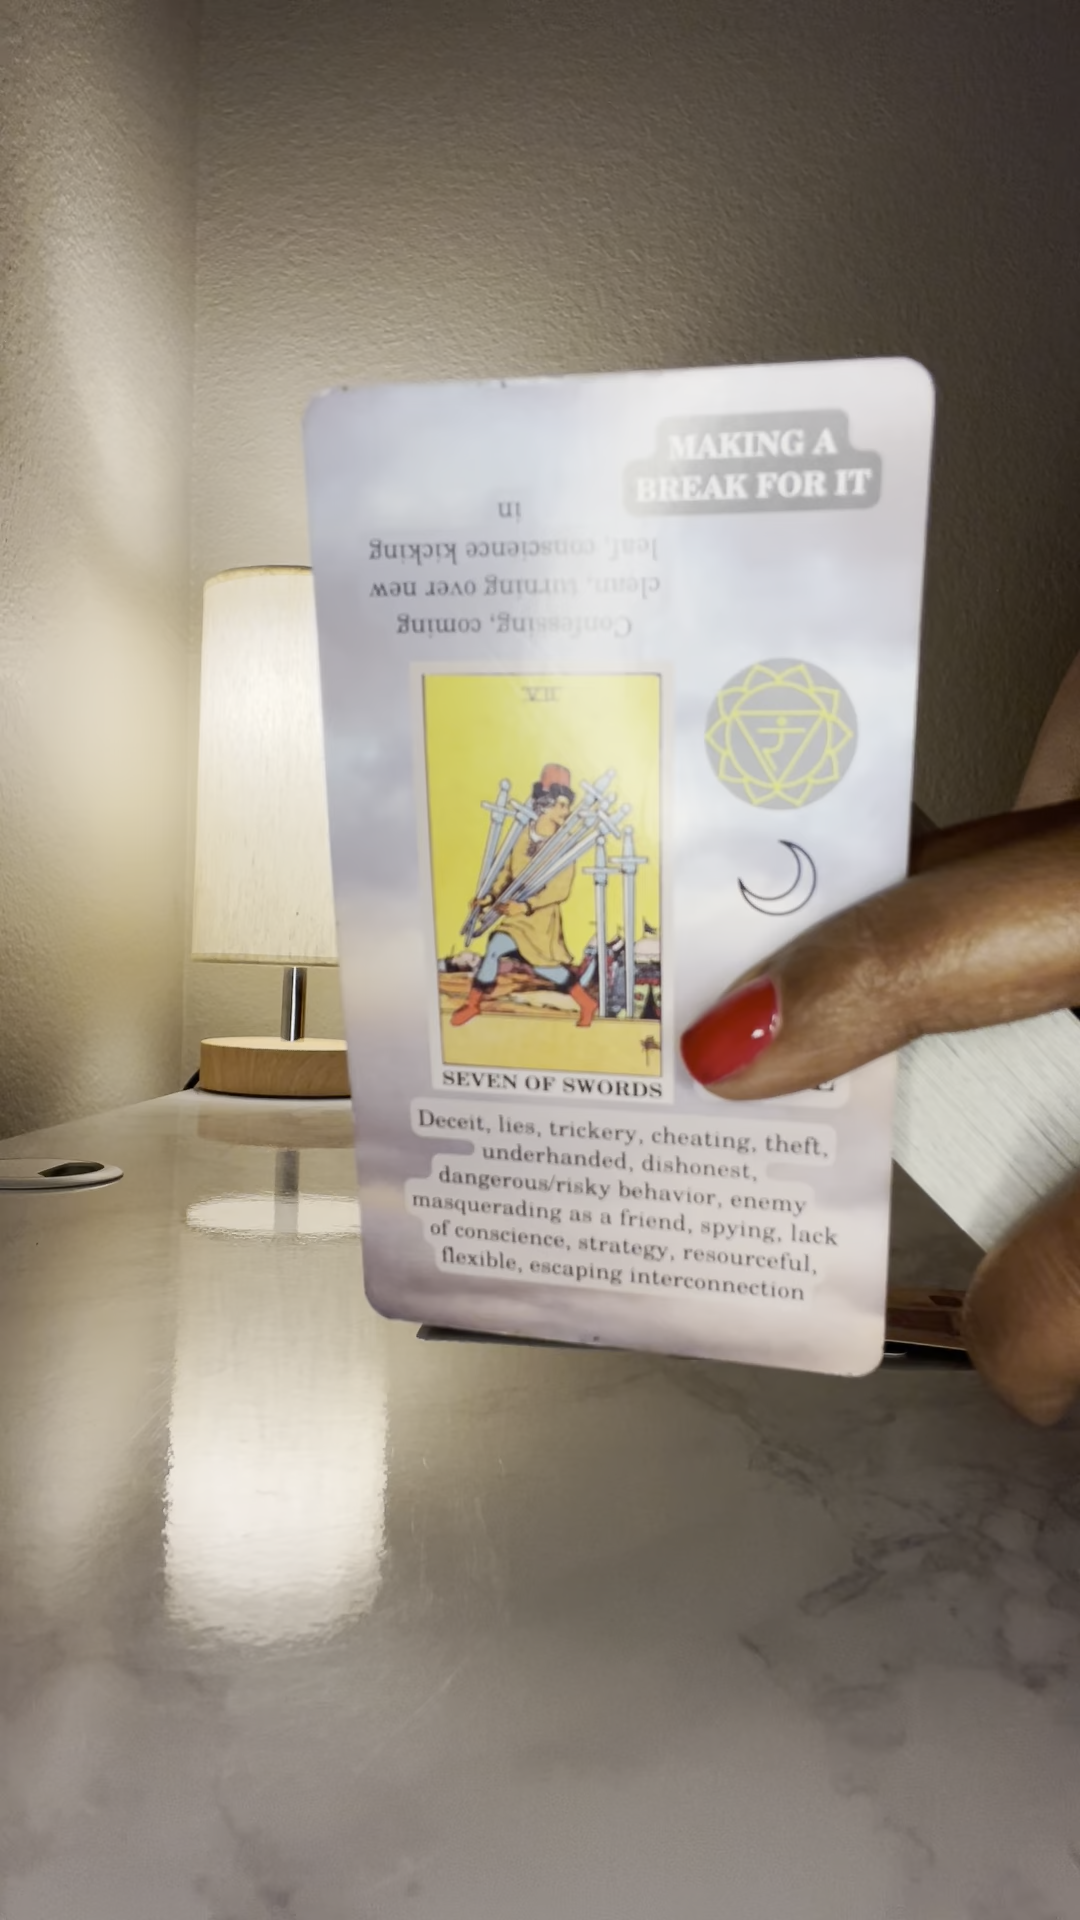 MAKING A
BREAK FOR IT
Confessing, coming
clean, turning over new
leaf, conscience kicking
in
VII
SEVEN OF SWORDS
Deceit, lies, trickery, cheating, theft,
underhanded, dishonest,
dangerous/risky behavior, enemy
masquerading as a friend, spying, lack
of conscience, strategy, resourceful,
flexible, escaping interconnection